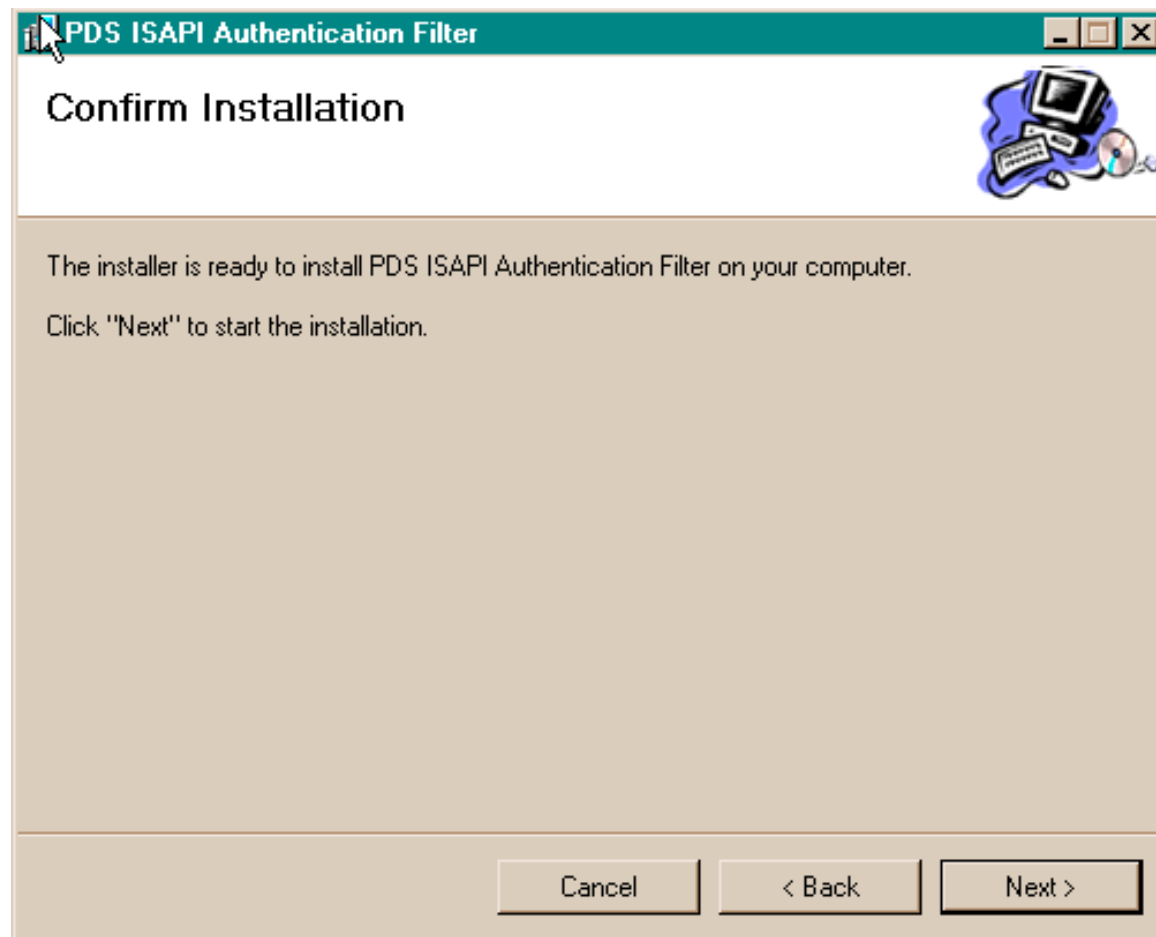 PDS ISAPI Authentication Filter
Confirm Installation
The installer is ready to install PDS ISAPI Authentication Filter on your computer.
Click "Next" to start the installation.
Cancel
< Back
Next >